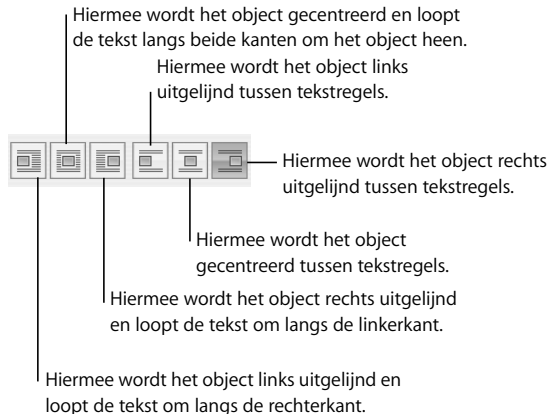 Hiermee wordt het object gecentreerd en loopt
de tekst langs beide kanten om het object heen.
Hiermee wordt het object links
uitgelijnd tussen tekstregels.
Hiermee wordt het object rechts
uitgelijnd tussen tekstregels.
Hiermee wordt het object
gecentreerd tussen tekstregels.
Hiermee wordt het object rechts uitgelijnd
en loopt de tekst om langs de linkerkant.
Hiermee wordt het object links uitgelijnd en
loopt de tekst om langs de rechterkant.